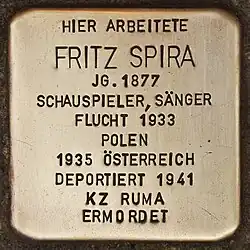 HIER ARBEITETE
FRITZ SPIRA
JG. 1877
SCHAUSPIELER, SÄNGER
FLUCHT 1933
POLEN
1935 ÖSTERREICH
DEPORTIERT 1941
KZ RUMA
ERMORDET